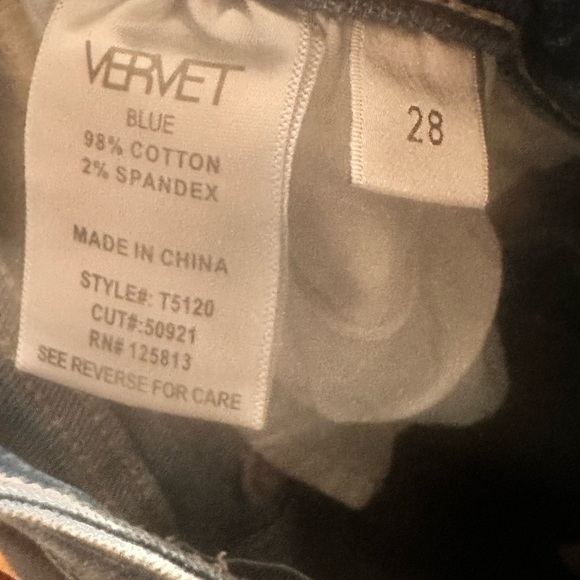 VERVET
BLUE
98% COTTON
2% SPANDEX
MADE IN CHINA
STYLE#: T5120
CUT#:50921
RN# 125813
SEE REVERSE FOR CARE
28